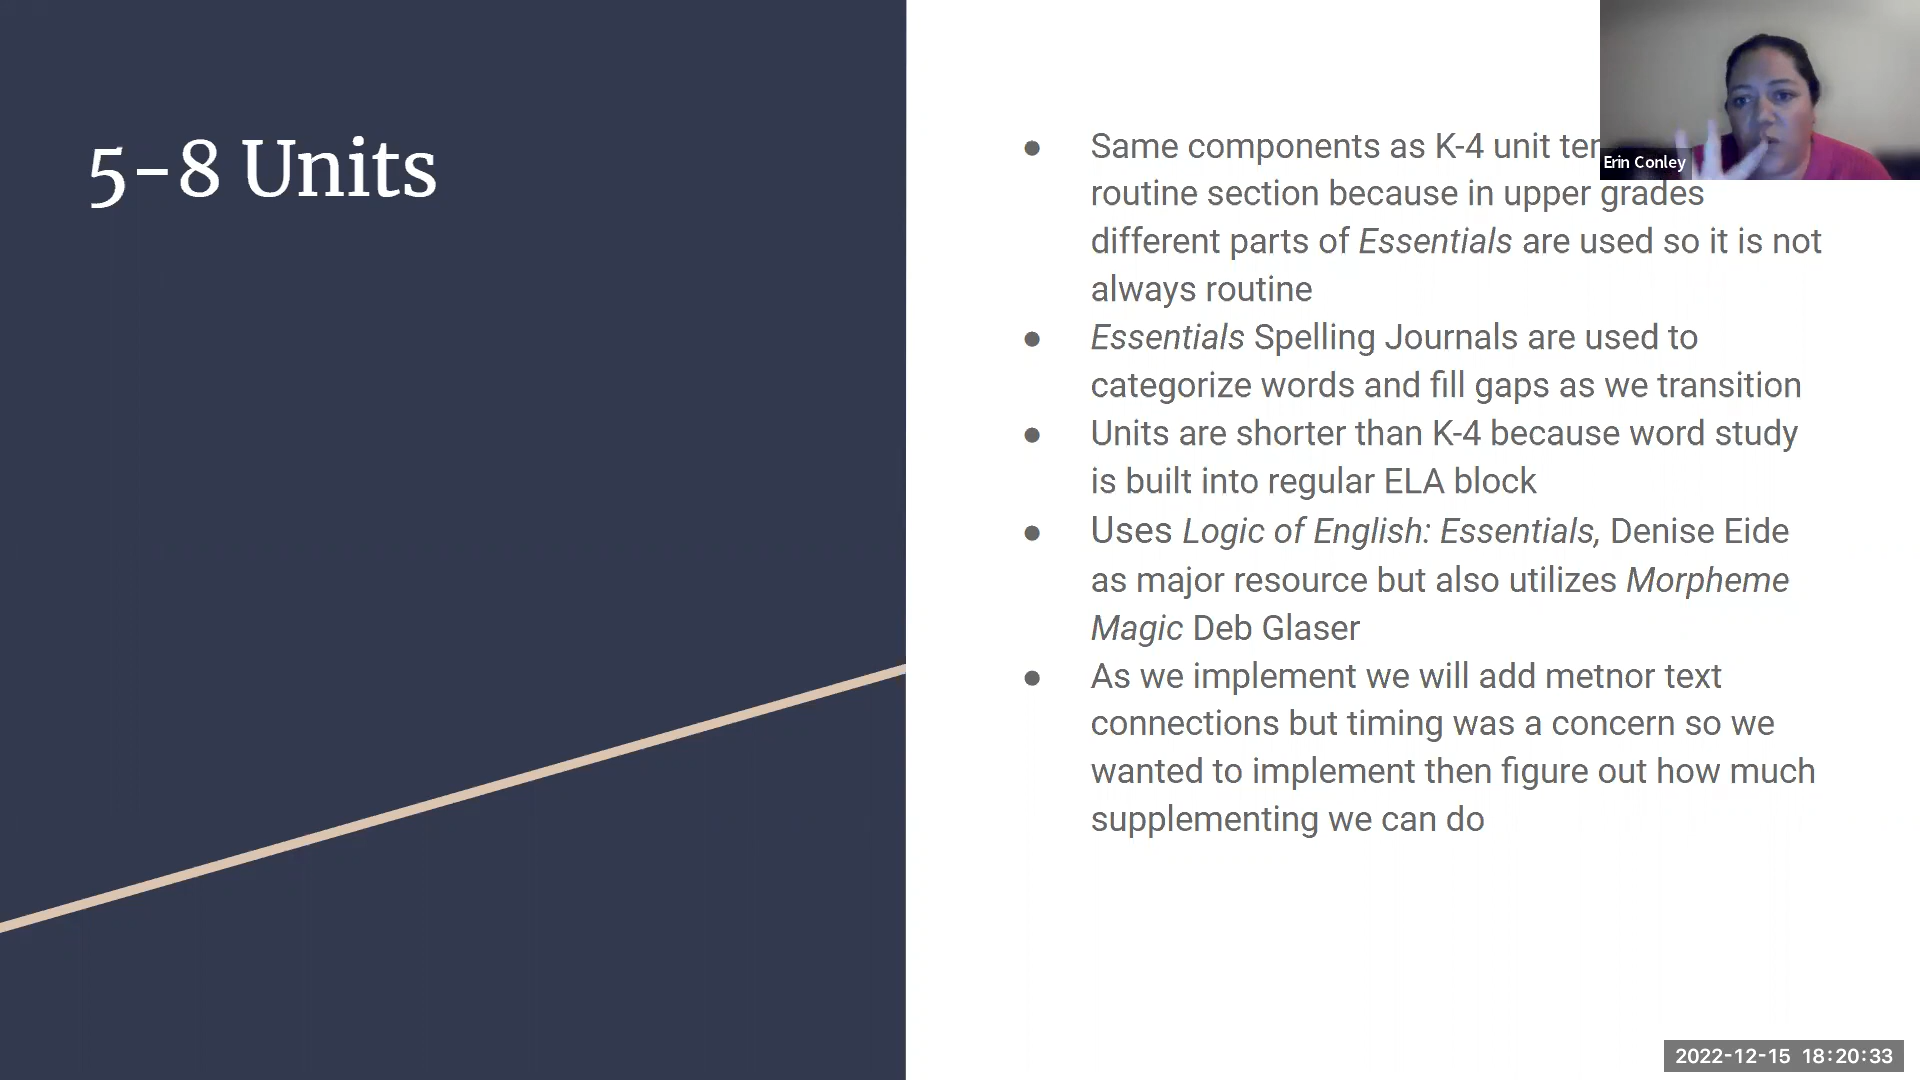 5-8 Units
Same components as K-4 unit
routine section because in upper grades
different parts of Essentials are used so it is not
always routine
Essentials Spelling Journals are used to
categorize words and fill gaps as we transition
Units are shorter than K-4 because word study
is built into regular ELA block
Uses Logic of English: Essentials, Denise Eide
as major resource but also utilizes Morpheme
Magic Deb Glaser
As we implement we will add metnor text
connections but timing was a concern so we
wanted to implement then figure out how much
supplementing we can do
Erin Conley
2022-12-15 18:20:33